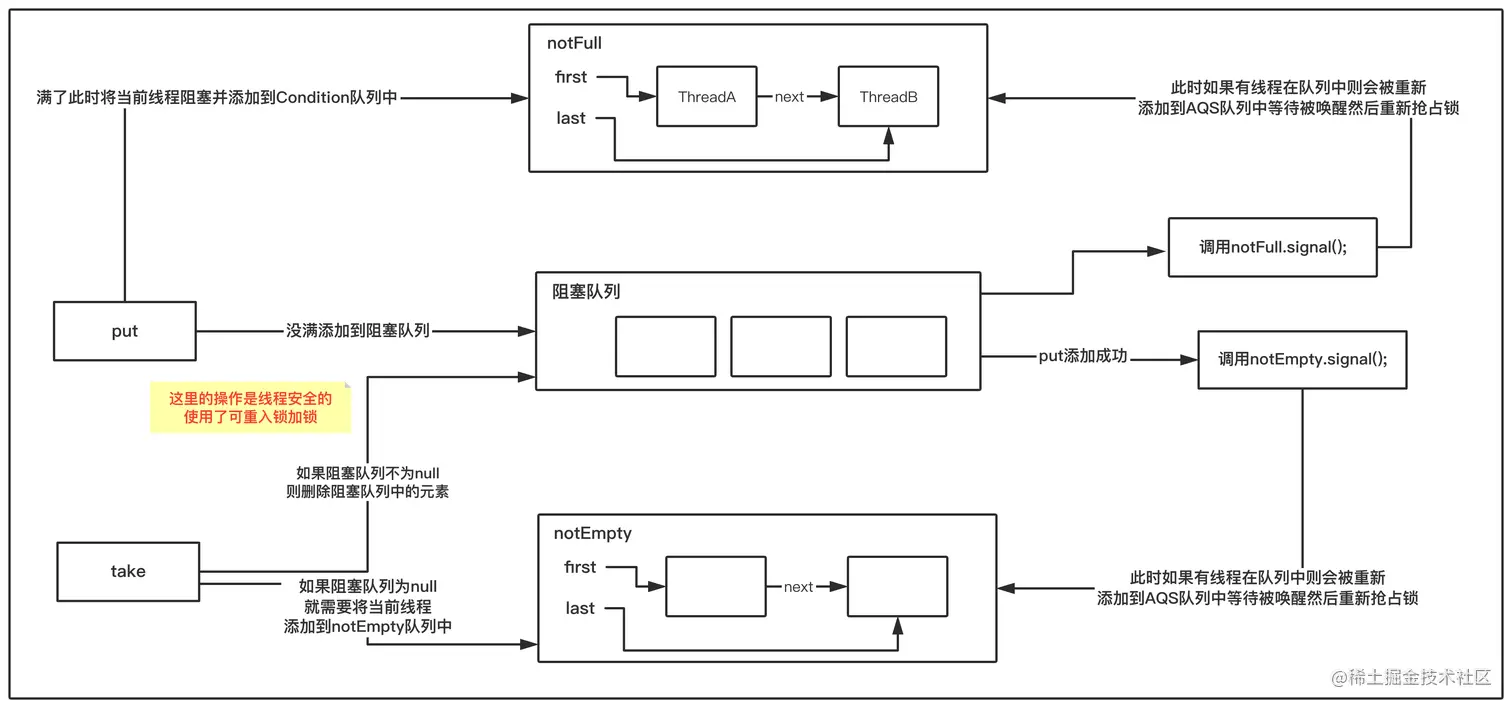 notFull
first
ThreadA
next
ThreadB
last
满了此时将当前线程阻塞并添加到Condition队列中
此时如果有线程在队列中则会被重新
添加到AQS队列中等待被唤醒然后重新抢占锁
调用notFull.signal();
阻塞队列
put
没满添加到阻塞队列
put添加成功
调用notEmpty.signal();
这里的操作是线程安全的
使用了可重入锁加锁
如果阻塞队列不为null
则删除阻塞队列中的元素
take
如果阻塞队列为null
就需要将当前线程
添加到notEmpty队列中
notEmpty
first
next
last
此时如果有线程在队列中则会被重新
添加到AQS队列中等待被唤醒然后重新抢占锁
@稀土掘金技术社区